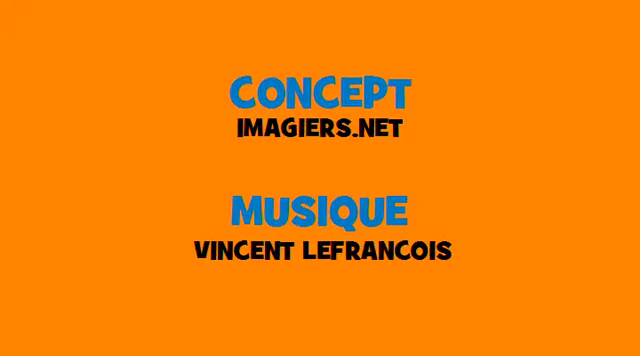 CONCEPT
IMAGIERS.NET
MUSIQUE
VINCENT LEFRANCOIS